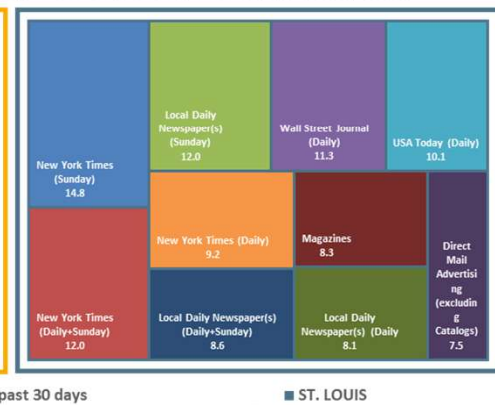 New York Times
(Sunday)
14.8
Local Daily
Newspaper(s)
(Sunday)
12.0
Wall Street Journal
(Daily)
11.3
USA Today (Daily)
10.1
New York Times
(Daily+Sunday)
12.0
New York Times (Daily)
9.2
Magazines
8.3
Direct
Mail
Advertisi
ng
(excludin
g
Catalogs)
7.5
Local Daily Newspaper(s)
(Daily+Sunday)
8.6
Local Daily
Newspaper(s) (Daily
8.1
past 30 days
ST. LOUIS